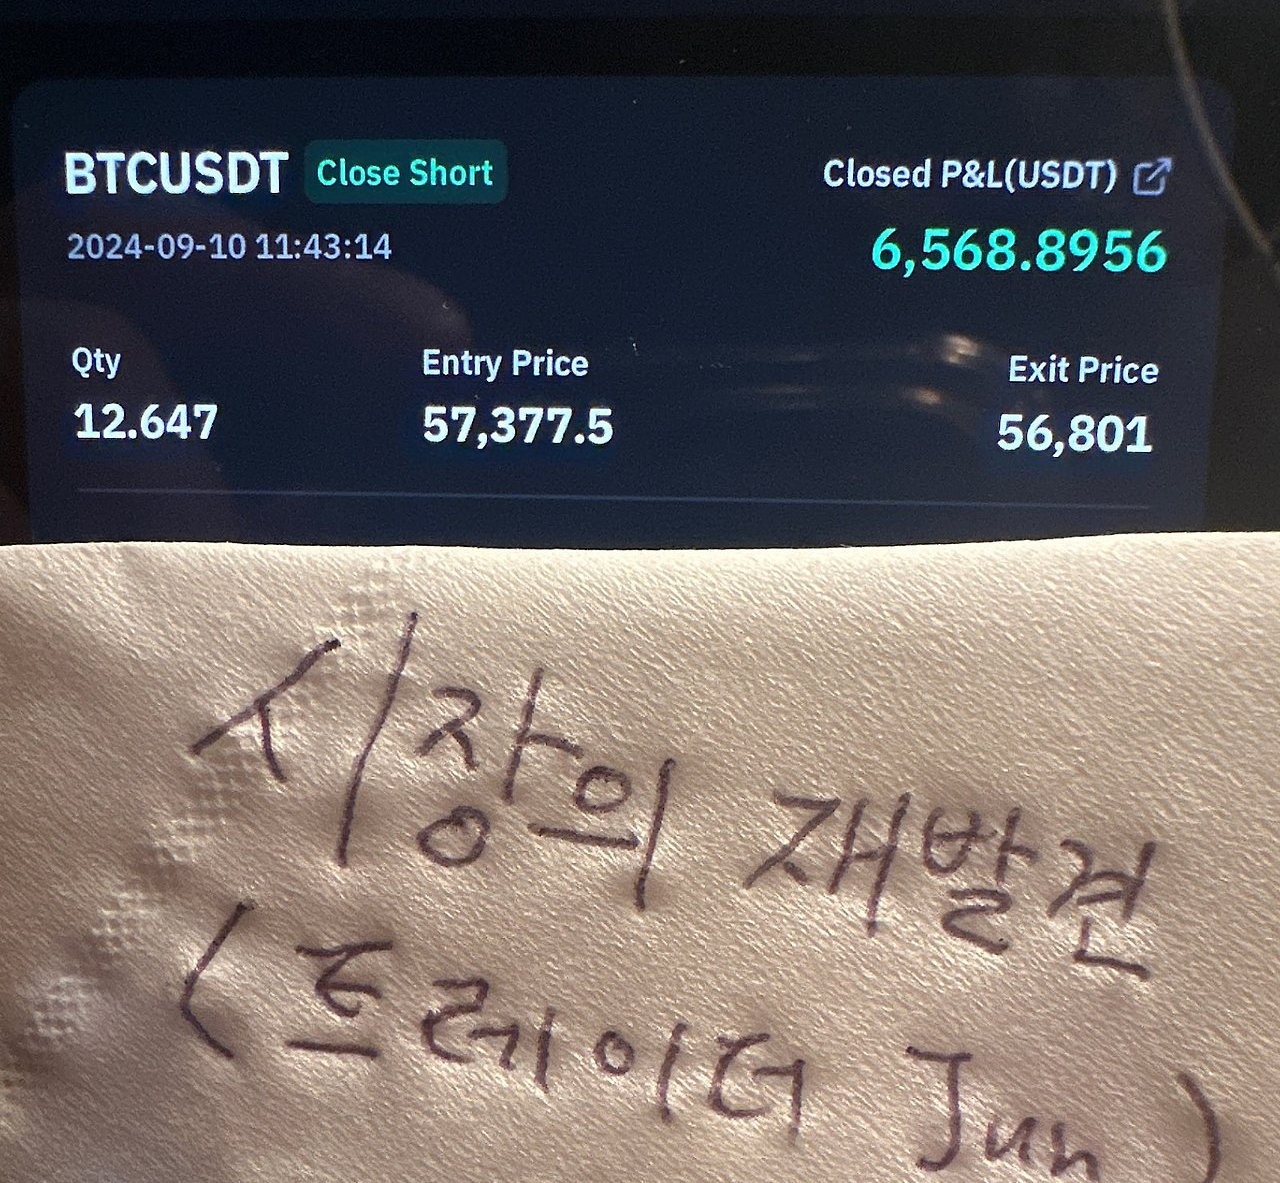 BTCUSDT Close Short
Closed P&L(USDT)
2024-09-10 11:43:14
6,568.8956
Qty
Entry Price
Exit Price
12.647
57,377.5
56,801
시장의 재발견
(트레이더 Jun)